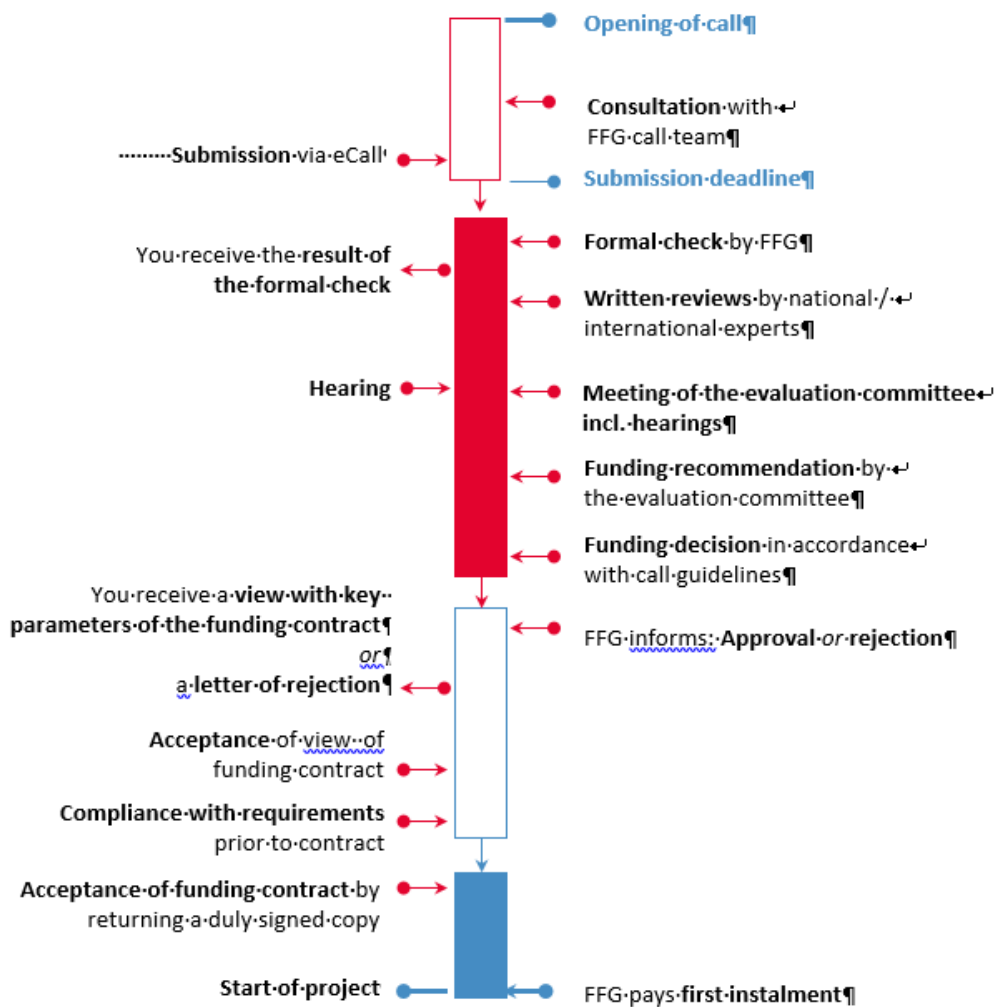 Opening·of·call¶
Consultation·with·↵
FFG·call·team¶
·········Submission·via·eCall
Submission·deadline¶
Formal·check·by·FFG¶
You·receive·the·result·of
the·formal·check
Written·reviews·by·national·/·↵
international·experts¶
Hearing
Meeting·of·the·evaluation·committee↵
incl.·hearings¶
Funding·recommendation·by·↵
the·evaluation·committee¶
Funding·decision·in·accordance↵
with·call·guidelines¶
You·receive·a·view·with·key··
parameters·of·the·funding·contract¶
or¶
a·letter·of·rejection¶
FFG·informs:·Approval·or·rejection¶
Acceptance·of·view··of
funding·contract
Compliance·with·requirements
prior·to·contract
Acceptance·of·funding·contract·by
returning·a·duly·signed·copy
Start·of·project
FFG·pays·first·instalment¶